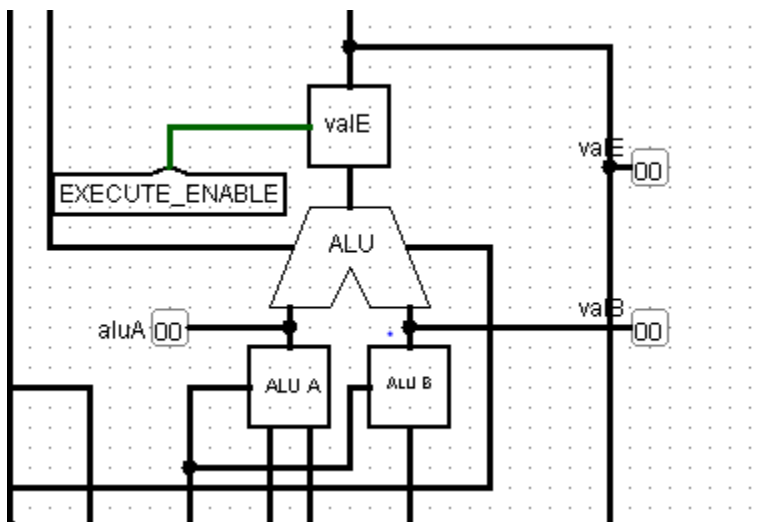 valE
valE
00
EXECUTE_ENABLE
ALU
valB
aluA
00
00
ALU A
ALU B